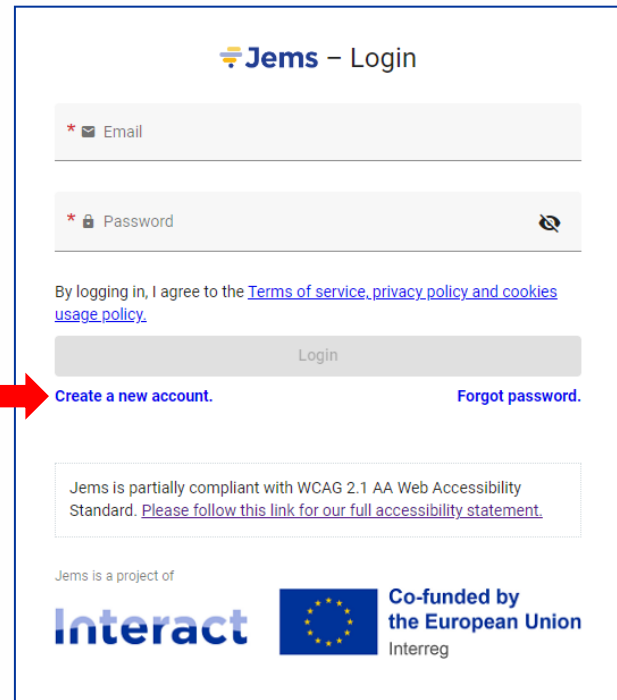 Jems – Login
* Email
* Password
By logging in, I agree to the Terms of service, privacy policy and cookies
usage policy.
Login
Create a new account. Forgot password.
Jems is partially compliant with WCAG 2.1 AA Web Accessibility
Standard. Please follow this link for our full accessibility statement.
Jems is a project of
Interact
Co-funded by
the European Union
Interreg